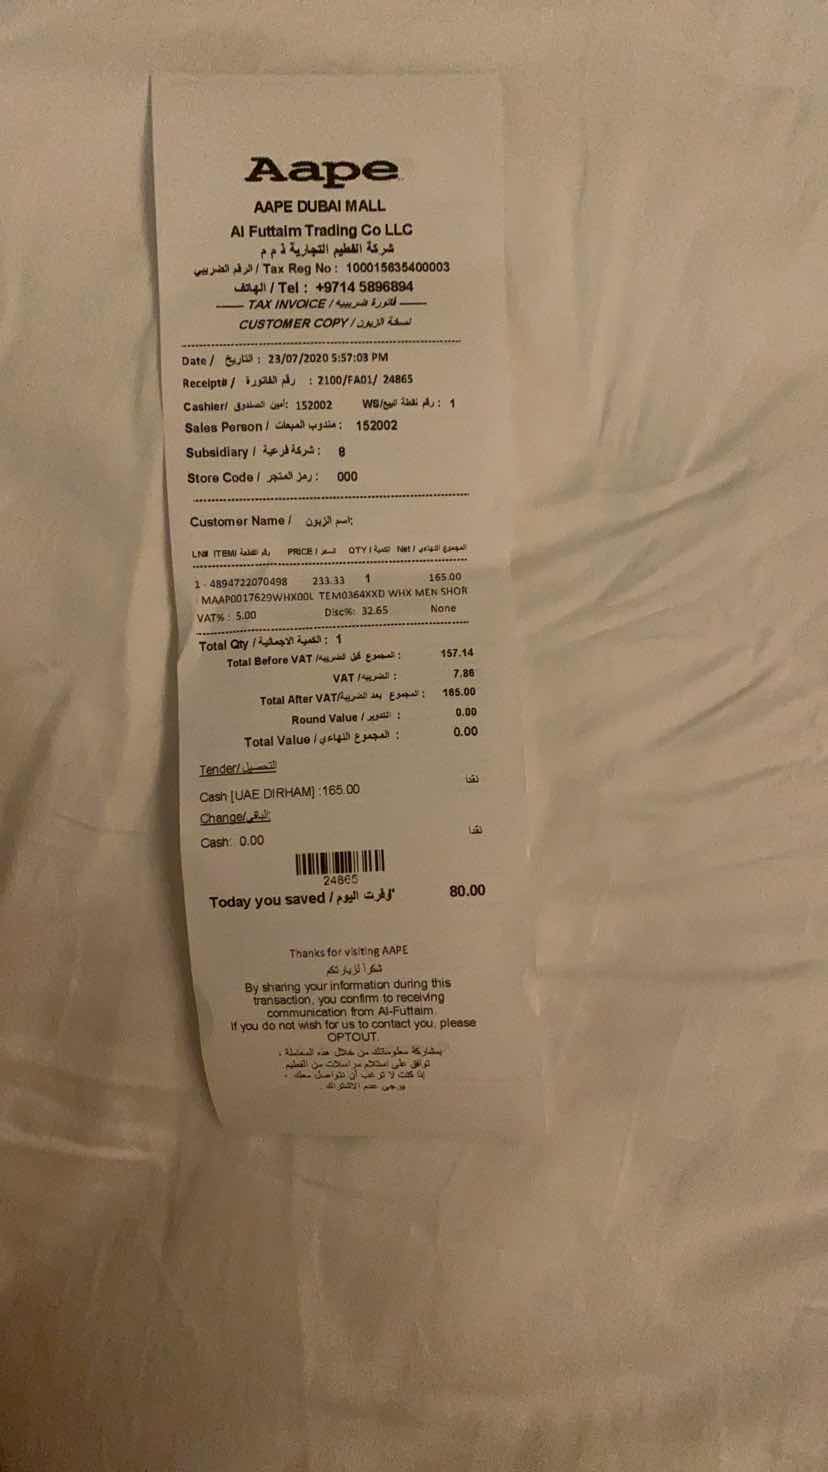 Aape
AAPE DUBAI MALL
Al Futtaim Trading Co LLC
شركة الفطيم التجارية ذ م م
الرقم الضريبي / Tax Reg No : 100015635400003
الهاتف / Tel : +9714 5896894
TAX INVOICE / فاتورة ضريبيه
CUSTOMER COPY / نسخة الزبون
Date / التاريخ : 23/07/2020 5:57:03 PM
Receipt# / رقم الفاتورة : 2100/FA01/ 24865
Cashier/ أمين الصندوق: 152002 WS/رقم نقطة البيع : 1
Sales Person / مندوب المبيعات : 152002
Subsidiary / شركة فرعية : 8
Store Code / رمز المتجر : 000
Customer Name / اسم الزبون:
LN# ITEM/ رقم القطعة PRICE / السعر QTY / الكمية Net / المجموع النهاءي
1 - 4894722070498 233.33 1 165.00
MAAP0017629WHX00L TEM0364XXD WHX MEN SHOR
VAT% : 5.00 Disc%: 32.65 None
Total Qty / الكمية الاجمالية : 1
Total Before VAT /المجموع قبل الضريبه : 157.14
VAT /الضريبه : 7.86
Total After VAT/المجموع بعد الضريبة : 165.00
Round Value / التدوير : 0.00
Total Value / المجموع النهاءي : 0.00
Tender/ التحصيل
Cash [UAE DIRHAM] :165.00 نقدا
Change/الباقي:
Cash: 0.00 نقدا
24865
Today you saved / وفرت اليوم 80.00
Thanks for visiting AAPE
شكرا لزيارتكم
By sharing your information during this
transaction, you confirm to receiving
communication from Al-Futtaim.
If you do not wish for us to contact you, please
OPTOUT.
بمشاركة معلوماتك من خلال هذه المعاملة ،
توافق على استلام مراسلات من الفطيم
إذا كنت لا ترغب أن نتواصل معك ،
يرجى عدم الاشتراك .